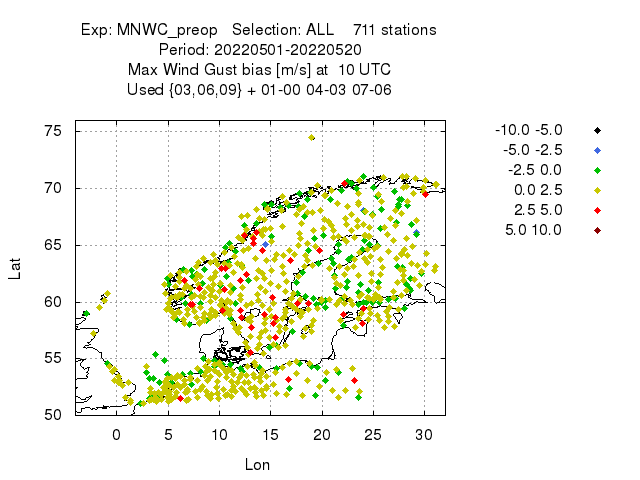 Exp: MNWC_preop   Selection: ALL    711 stations
Period: 20220501-20220520
Max Wind Gust bias [m/s] at  10 UTC
Used {03,06,09} + 01-00 04-03 07-06
-10.0 -5.0
-5.0 -2.5
-2.5 0.0
0.0 2.5
2.5 5.0
5.0 10.0
75
70
65
60
55
50
Lat
0 5 10 15 20 25 30
Lon